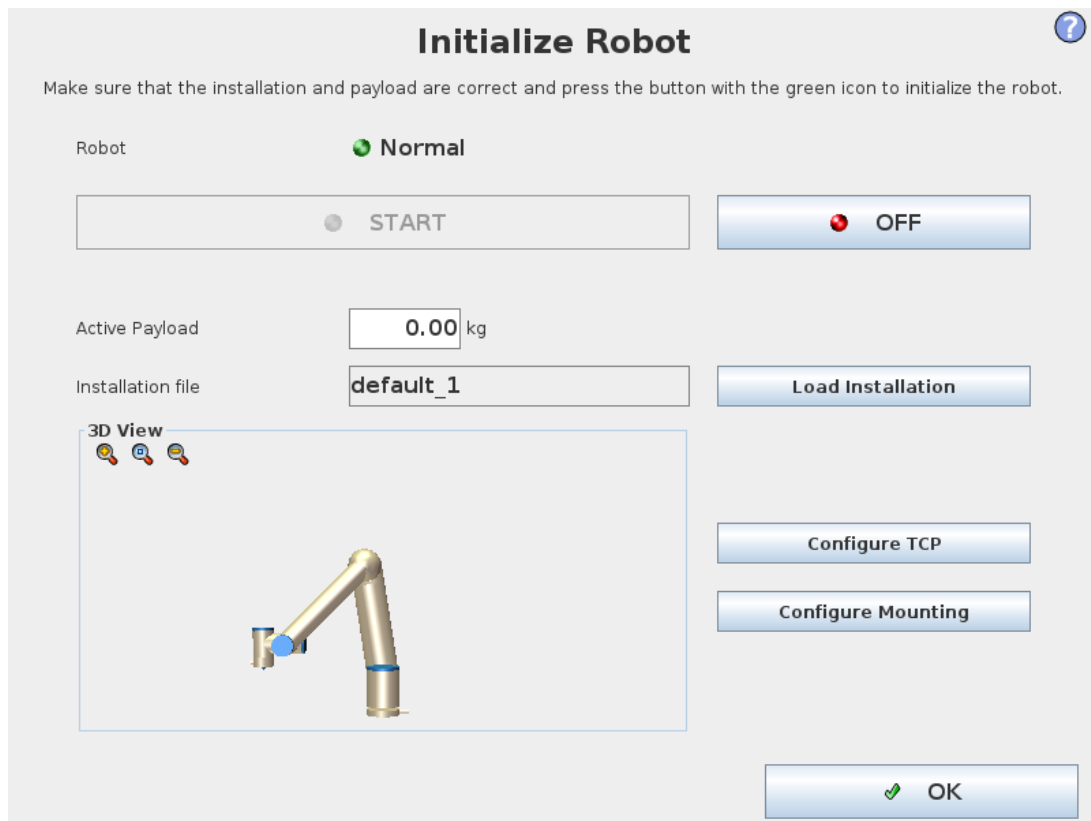 Initialize Robot
?
Make sure that the installation and payload are correct and press the button with the green icon to initialize the robot.
Robot
Normal
START
OFF
Active Payload
0.00 kg
Installation file
default_1
Load Installation
3D View
Configure TCP
Configure Mounting
OK